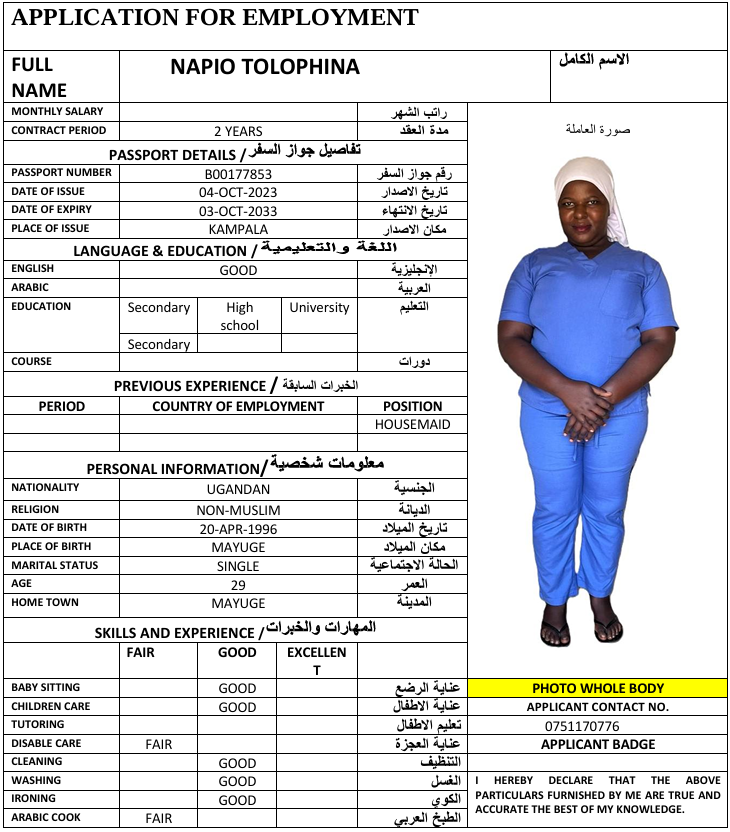 APPLICATION FOR EMPLOYMENT
FULL NAME NAPIO TOLOPHINA الاسم الكامل
MONTHLY SALARY راتب الشهر
CONTRACT PERIOD 2 YEARS مدة العقد
صورة العاملة
PASSPORT DETAILS / تفاصيل جواز السفر
PASSPORT NUMBER B00177853 رقم جواز السفر
DATE OF ISSUE 04-OCT-2023 تاريخ الاصدار
DATE OF EXPIRY 03-OCT-2033 تاريخ الانتهاء
PLACE OF ISSUE KAMPALA مكان الاصدار
LANGUAGE & EDUCATION / اللغة والتعليمية
ENGLISH GOOD الإنجليزية
ARABIC العربية
EDUCATION Secondary High school University التعليم
Secondary
COURSE دورات
PREVIOUS EXPERIENCE / الخبرات السابقة
PERIOD COUNTRY OF EMPLOYMENT POSITION
HOUSEMAID
PERSONAL INFORMATION/ معلومات شخصية
NATIONALITY UGANDAN الجنسية
RELIGION NON-MUSLIM الديانة
DATE OF BIRTH 20-APR-1996 تاريخ الميلاد
PLACE OF BIRTH MAYUGE مكان الميلاد
MARITAL STATUS SINGLE الحالة الاجتماعية
AGE 29 العمر
HOME TOWN MAYUGE المدينة
SKILLS AND EXPERIENCE / المهارات والخبرات
FAIR GOOD EXCELLEN
T
BABY SITTING GOOD عناية الرضع
CHILDREN CARE GOOD عناية الاطفال
TUTORING تعليم الاطفال
DISABLE CARE FAIR عناية العجزة
CLEANING GOOD التنظيف
WASHING GOOD الغسل
IRONING GOOD الكوي
ARABIC COOK FAIR الطبخ العربي
PHOTO WHOLE BODY
APPLICANT CONTACT NO.
0751170776
APPLICANT BADGE
I HEREBY DECLARE THAT THE ABOVE
PARTICULARS FURNISHED BY ME ARE TRUE AND
ACCURATE THE BEST OF MY KNOWLEDGE.